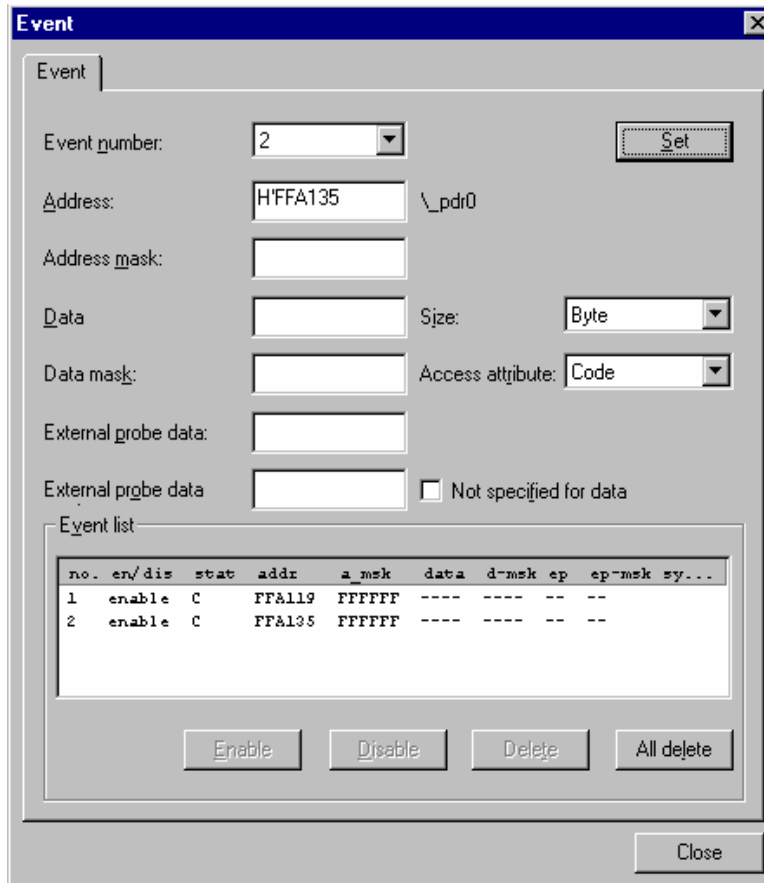 Event
Event
Event number: 2 Set
Address: H'FFA135 \_pdr0
Address mask:
Data Size: Byte
Data mask: Access attribute: Code
External probe data:
External probe data Not specified for data
Event list
no. en/dis stat addr a_msk data d-msk ep ep-msk sy...
1 enable C FFA119 FFFFFF ---- ---- -- --
2 enable C FFA135 FFFFFF ---- ---- -- --
Enable Disable Delete All delete
Close